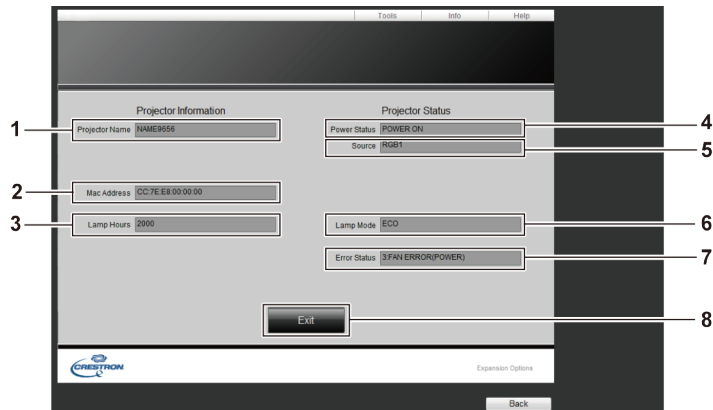 Tools Info Help
Projector Information
Projector Status
1 Projector Name NAME9656
Power Status POWER ON 4
Source RGB1 5
2 Mac Address CC:7E:E8:00:00:00
3 Lamp Hours 2000
Lamp Mode ECO 6
Error Status 3:FAN ERROR(POWER) 7
Exit 8
CRESTRON
Expansion Options
Back